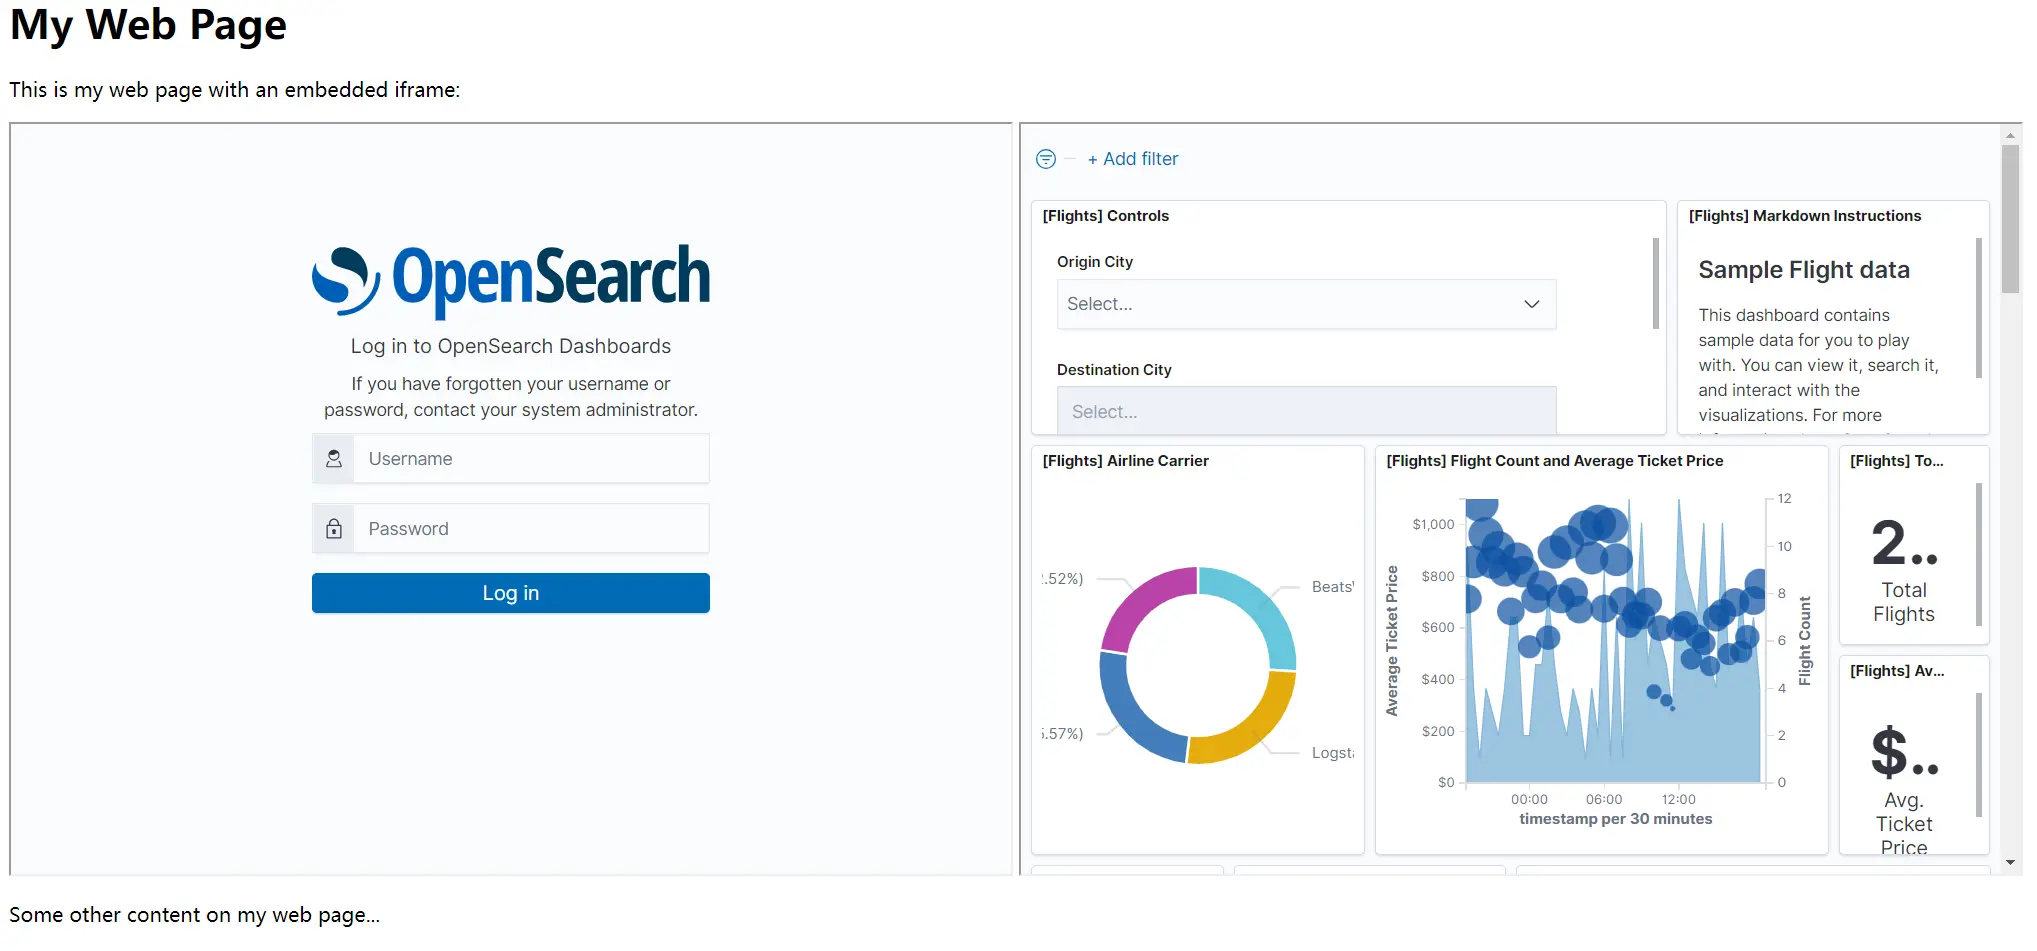 My Web Page
This is my web page with an embedded iframe:
OpenSearch
Log in to OpenSearch Dashboards
If you have forgotten your username or
password, contact your system administrator.
Username
Password
Log in
+ Add filter
[Flights] Controls
Origin City
Select...
Destination City
Select...
[Flights] Markdown Instructions
Sample Flight data
This dashboard contains
sample data for you to play
with. You can view it, search it,
and interact with the
visualizations. For more
[Flights] Airline Carrier
.52%)
Beats
.57%)
Logst
[Flights] Flight Count and Average Ticket Price
Average Ticket Price
$1,000
$800
$600
$400
$200
$0
12
10
8
6
4
2
0
Flight Count
00:00 06:00 12:00
timestamp per 30 minutes
[Flights] To...
2..
Total
Flights
[Flights] Av...
$..
Avg.
Ticket
Price
Some other content on my web page...